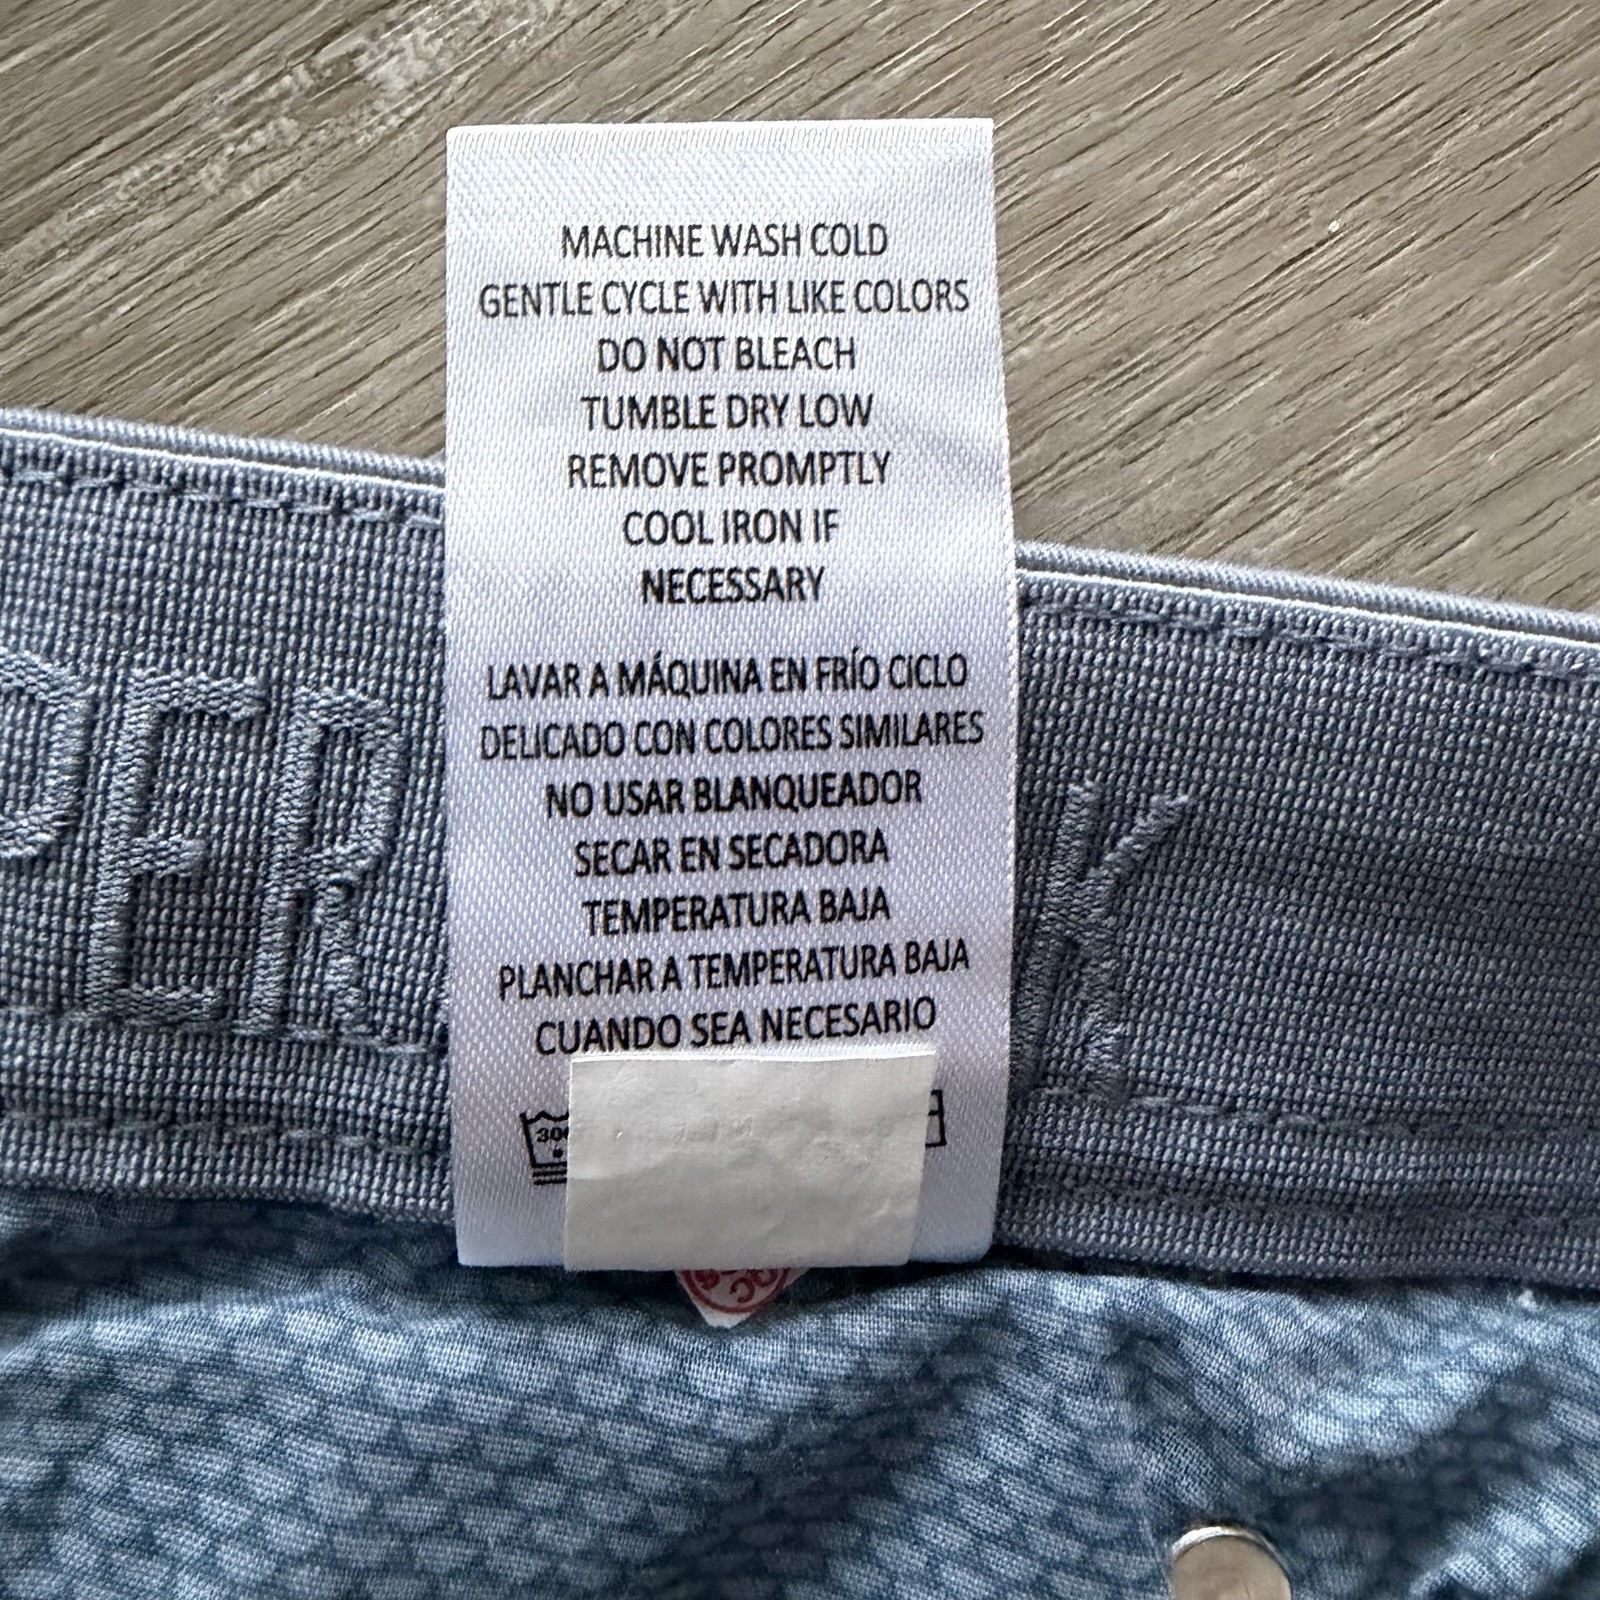 MACHINE WASH COLD
GENTLE CYCLE WITH LIKE COLORS
DO NOT BLEACH
TUMBLE DRY LOW
REMOVE PROMPTLY
COOL IRON IF
NECESSARY
LAVAR A MÁQUINA EN FRÍO CICLO
DELICADO CON COLORES SIMILARES
NO USAR BLANQUEADOR
SECAR EN SECADORA
TEMPERATURA BAJA
PLANCHAR A TEMPERATURA BAJA
CUANDO SEA NECESARIO
PER
K